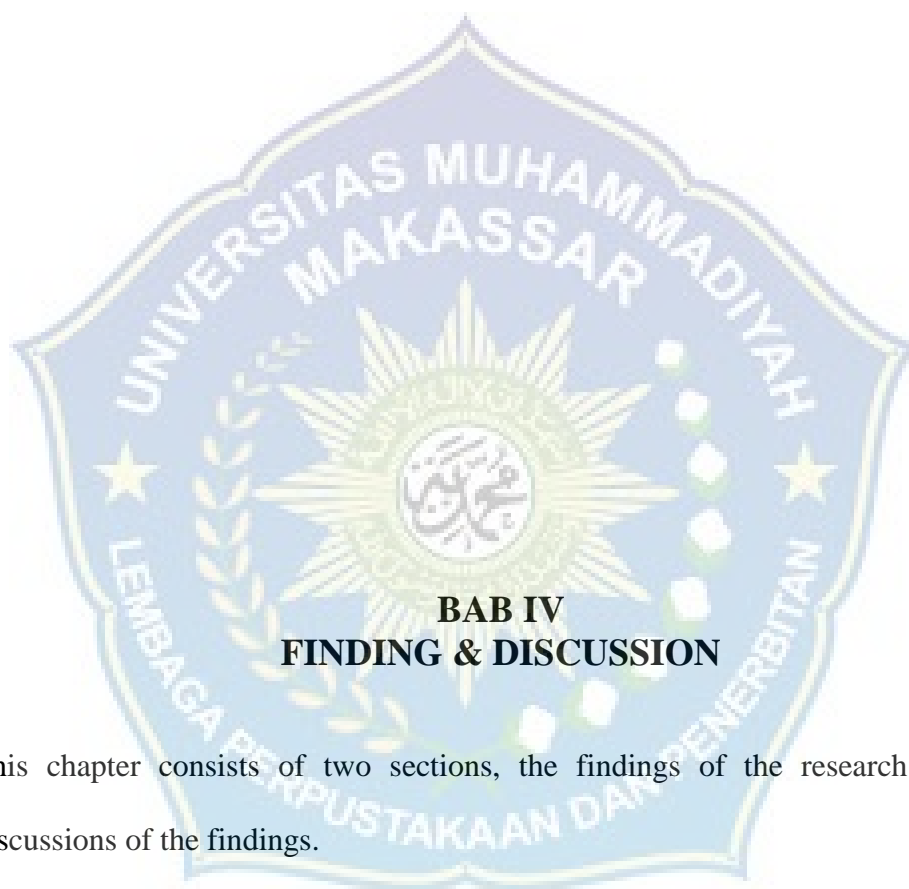 UNIVERSITAS MUHAMMADIYAH
MAKASSAR
BAB IV
FINDING & DISCUSSION
his chapter consists of two sections, the findings of the research
scussions of the findings.
LEMBAGA PERPUSTAKAAN DAN PENERBITAN